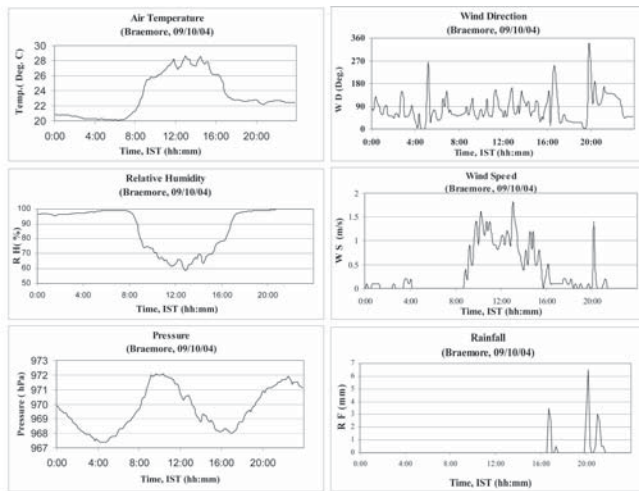 Air Temperature
(Braemore, 09/10/04)
Temp.( Deg. C)
30
28
26
24
22
20
0:00 4:00 8:00 12:00 16:00 20:00
Time, IST (hh:mm)
Wind Direction
(Braemore, 09/10/04)
W D (Deg.)
360
270
180
90
0
0:00 4:00 8:00 12:00 16:00 20:00
Time, IST (hh:mm)
Relative Humidity
(Braemore, 09/10/04)
R H( %)
100
90
80
70
60
50
0:00 4:00 8:00 12:00 16:00 20:00
Time, IST (hh:mm)
Wind Speed
(Braemore, 09/10/04)
W S (m/s)
2
1.5
1
0.5
0
0:00 4:00 8:00 12:00 16:00 20:00
Time, IST (hh:mm)
Pressure
(Braemore, 09/10/04)
Pressure ( hPa)
973
972
971
970
969
968
967
0:00 4:00 8:00 12:00 16:00 20:00
Time, IST (hh:mm)
Rainfall
(Braemore, 09/10/04)
R F (mm)
7
6
5
4
3
2
1
0
0:00 4:00 8:00 12:00 16:00 20:00
Time, IST (hh:mm)